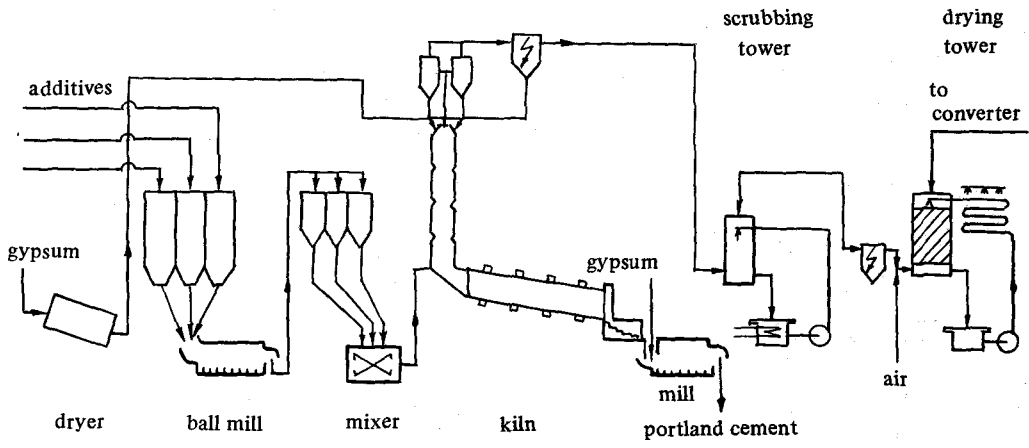 scrubbing
tower
drying
tower
additives
to
converter
gypsum
gypsum
air
mill
dryer
ball mill
mixer
kiln
portland cement